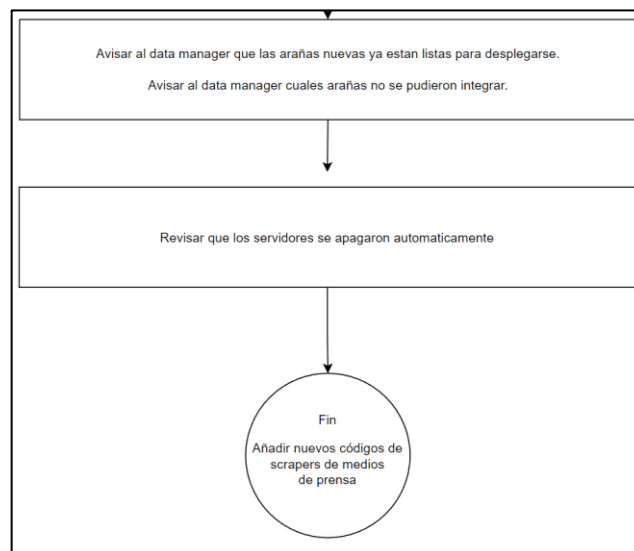 Avisar al data manager que las arañas nuevas ya estan listas para desplegarse.
Avisar al data manager cuales arañas no se pudieron integrar.
Revisar que los servidores se apagaron automaticamente
Fin
Añadir nuevos códigos de
scrapers de medios
de prensa